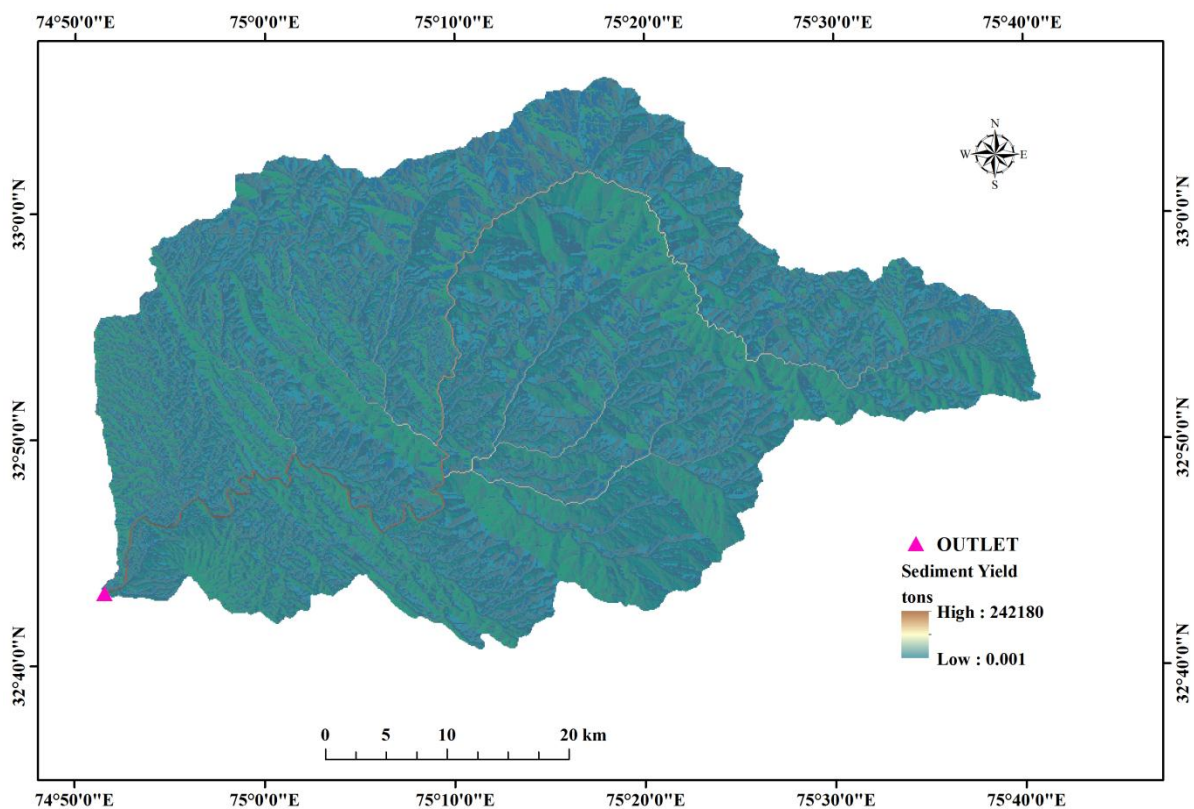 74°50'0"E 75°0'0"E 75°10'0"E 75°20'0"E 75°30'0"E 75°40'0"E
N
W E
S
33°0'0"N 33°0'0"N
32°50'0"N 32°50'0"N
OUTLET
Sediment Yield
tons
High : 242180
Low : 0.001
32°40'0"N 32°40'0"N
0 5 10 20 km
74°50'0"E 75°0'0"E 75°10'0"E 75°20'0"E 75°30'0"E 75°40'0"E